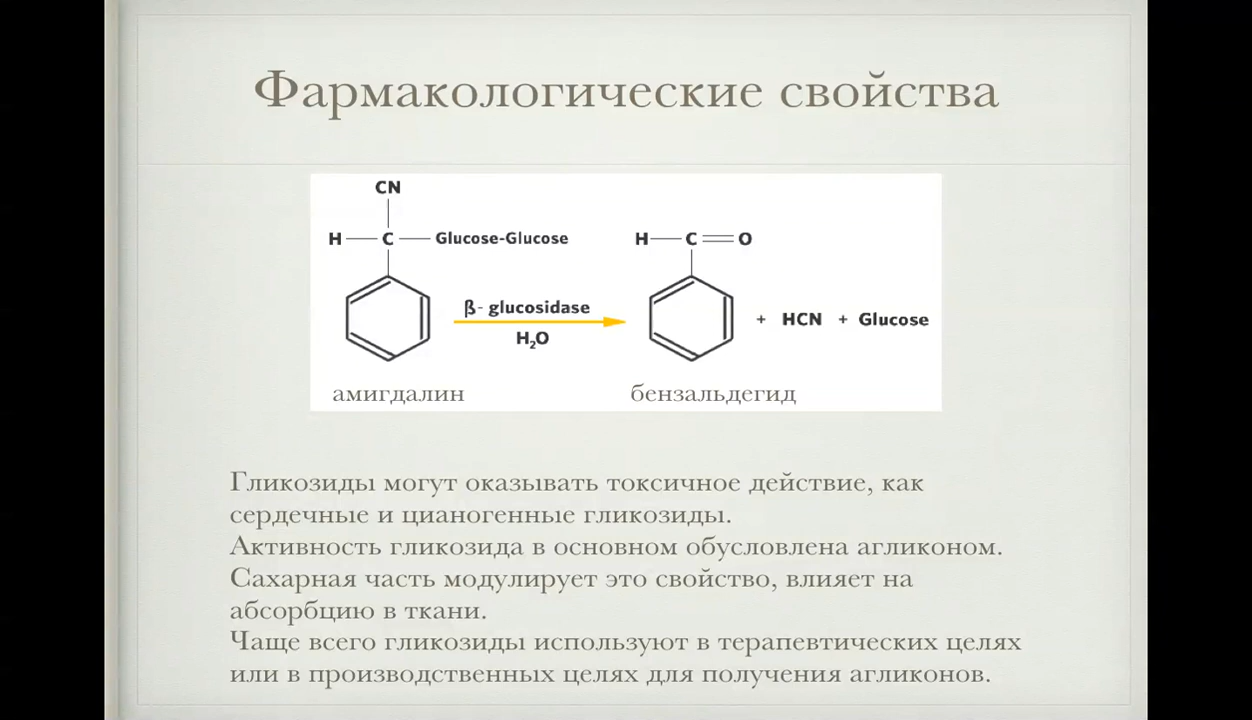 Фармакологические свойства
CN
H C Glucose-Glucose
H C O
β- glucosidase
H₂O
+ HCN + Glucose
амигдалин
бензальдегид
Гликозиды могут оказывать токсичное действие, как
сердечные и цианогенные гликозиды.
Активность гликозида в основном обусловлена агликоном.
Сахарная часть модулирует это свойство, влияет на
абсорбцию в ткани.
Чаще всего гликозиды используют в терапевтических целях
или в производственных целях для получения агликонов.